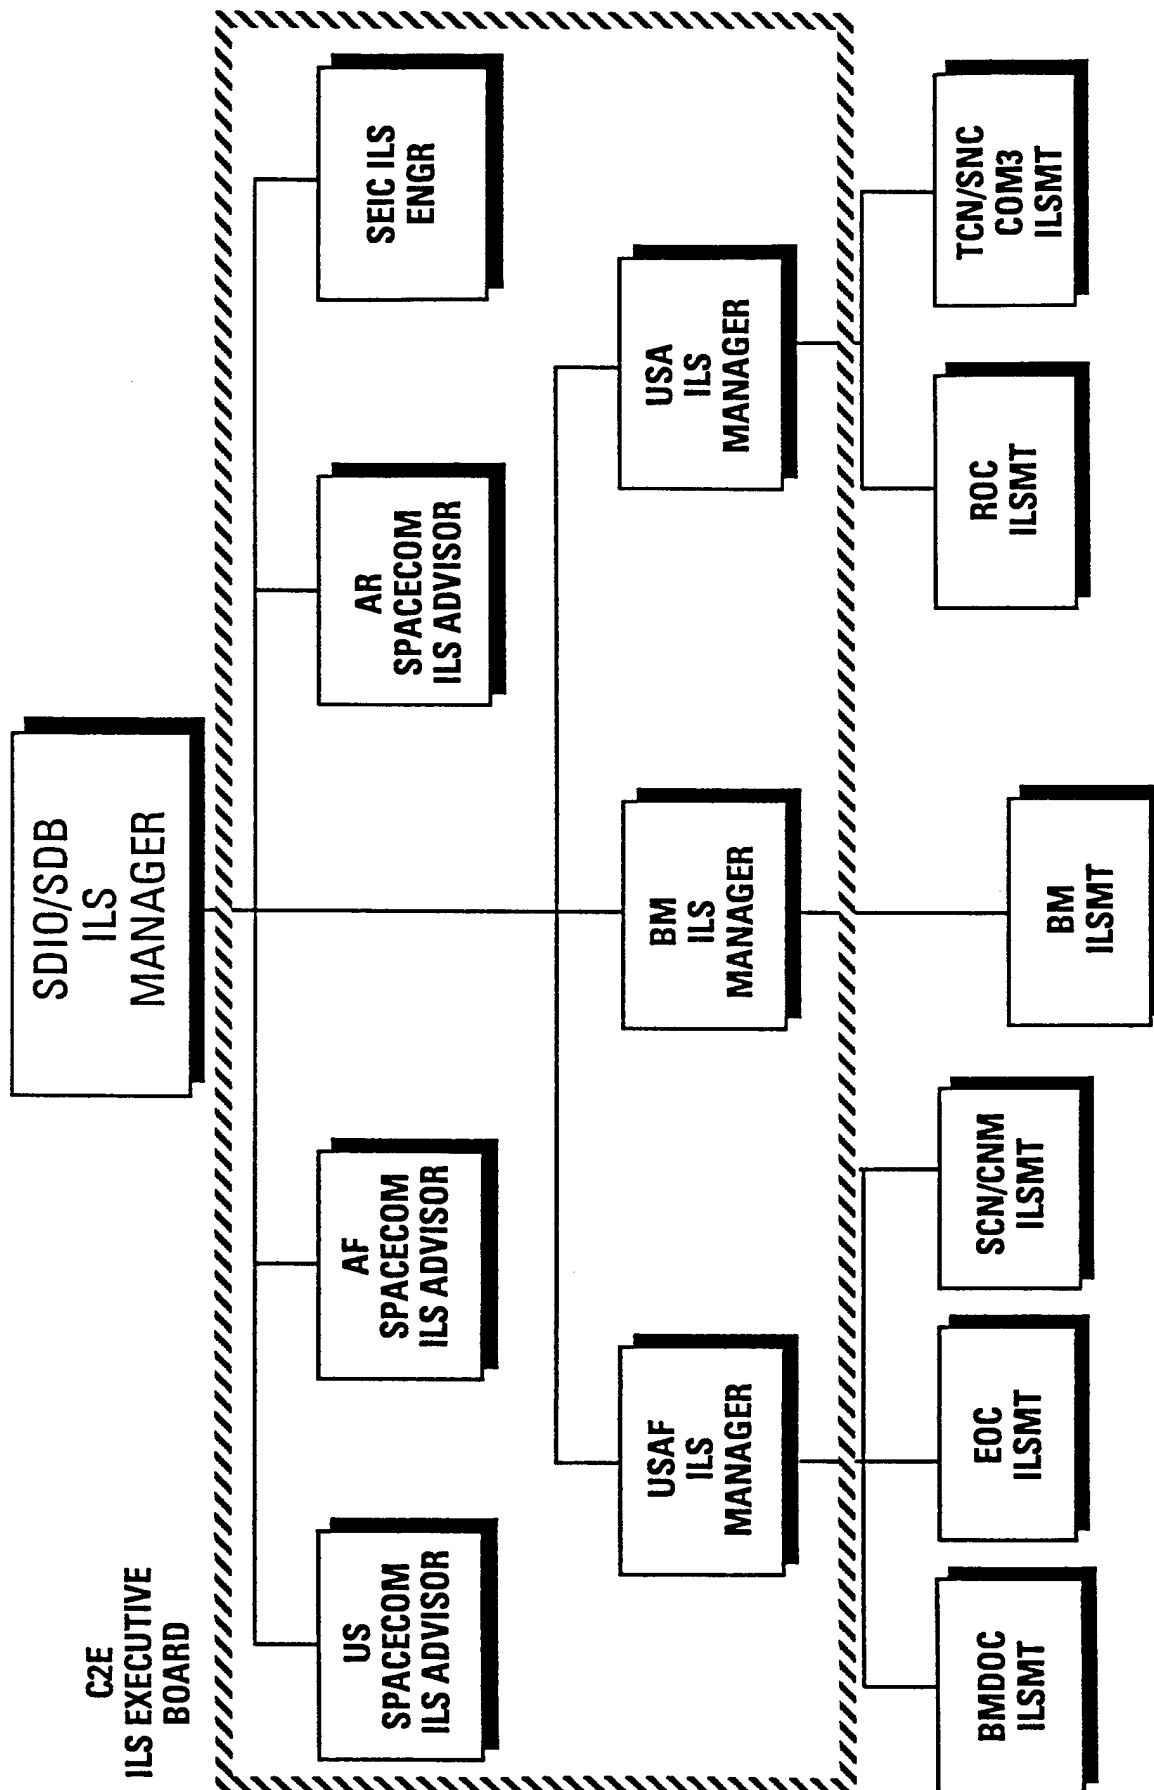 C2E
ILS EXECUTIVE
BOARD
SDIO/SDB
ILS
MANAGER
US
SPACECOM
ILS ADVISOR
AF
SPACECOM
ILS ADVISOR
AR
SPACECOM
ILS ADVISOR
SEIC ILS
ENGR
USAF
ILS
MANAGER
BM
ILS
MANAGER
USA
ILS
MANAGER
BMDOC
ILSMT
EOC
ILSMT
SCN/CNM
ILSMT
BM
ILSMT
ROC
ILSMT
TCN/SNC
COM3
ILSMT